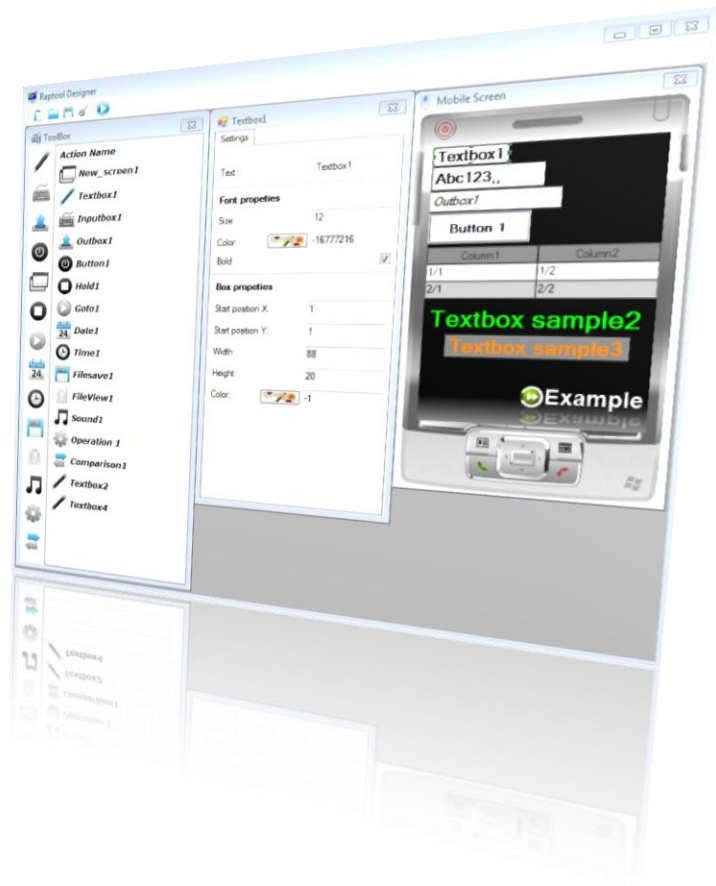 Raptool Designer
ToolBox
Action Name
New_screen1
Textbox1
Inputbox1
Outbox1
Button1
Hold1
Goto1
24 Date1
Time1
Filesave1
FileView1
Sound1
Operation 1
Comparison1
Textbox2
Textbox4
24
Textbox1
Settings
Text Textbox1
Font propeties
Size 12
Color -16777216
Bold
Box propeties
Start position X: 1
Start position Y: 1
Width: 88
Height: 20
Color: -1
Mobile Screen
Textbox1
Abc123,,
Outbox1
Button 1
Column1 Column2
1/1 1/2
2/1 2/2
Textbox sample2
Textbox sample3
Example